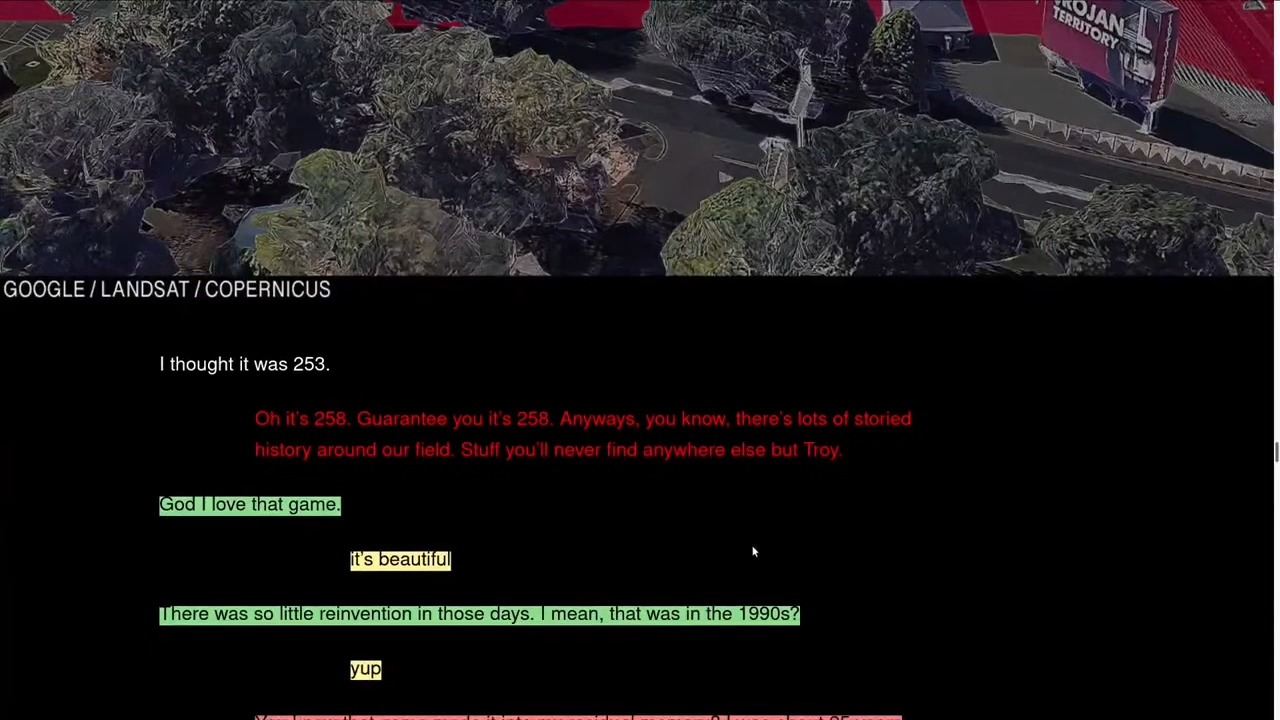 TROJAN
TERRITORY
GOOGLE / LANDSAT / COPERNICUS
I thought it was 253.
Oh it's 258. Guarantee you it's 258. Anyways, you know, there's lots of storied
history around our field. Stuff you'll never find anywhere else but Troy.
God I love that game.
it's beautiful
There was so little reinvention in those days. I mean, that was in the 1990s?
yup